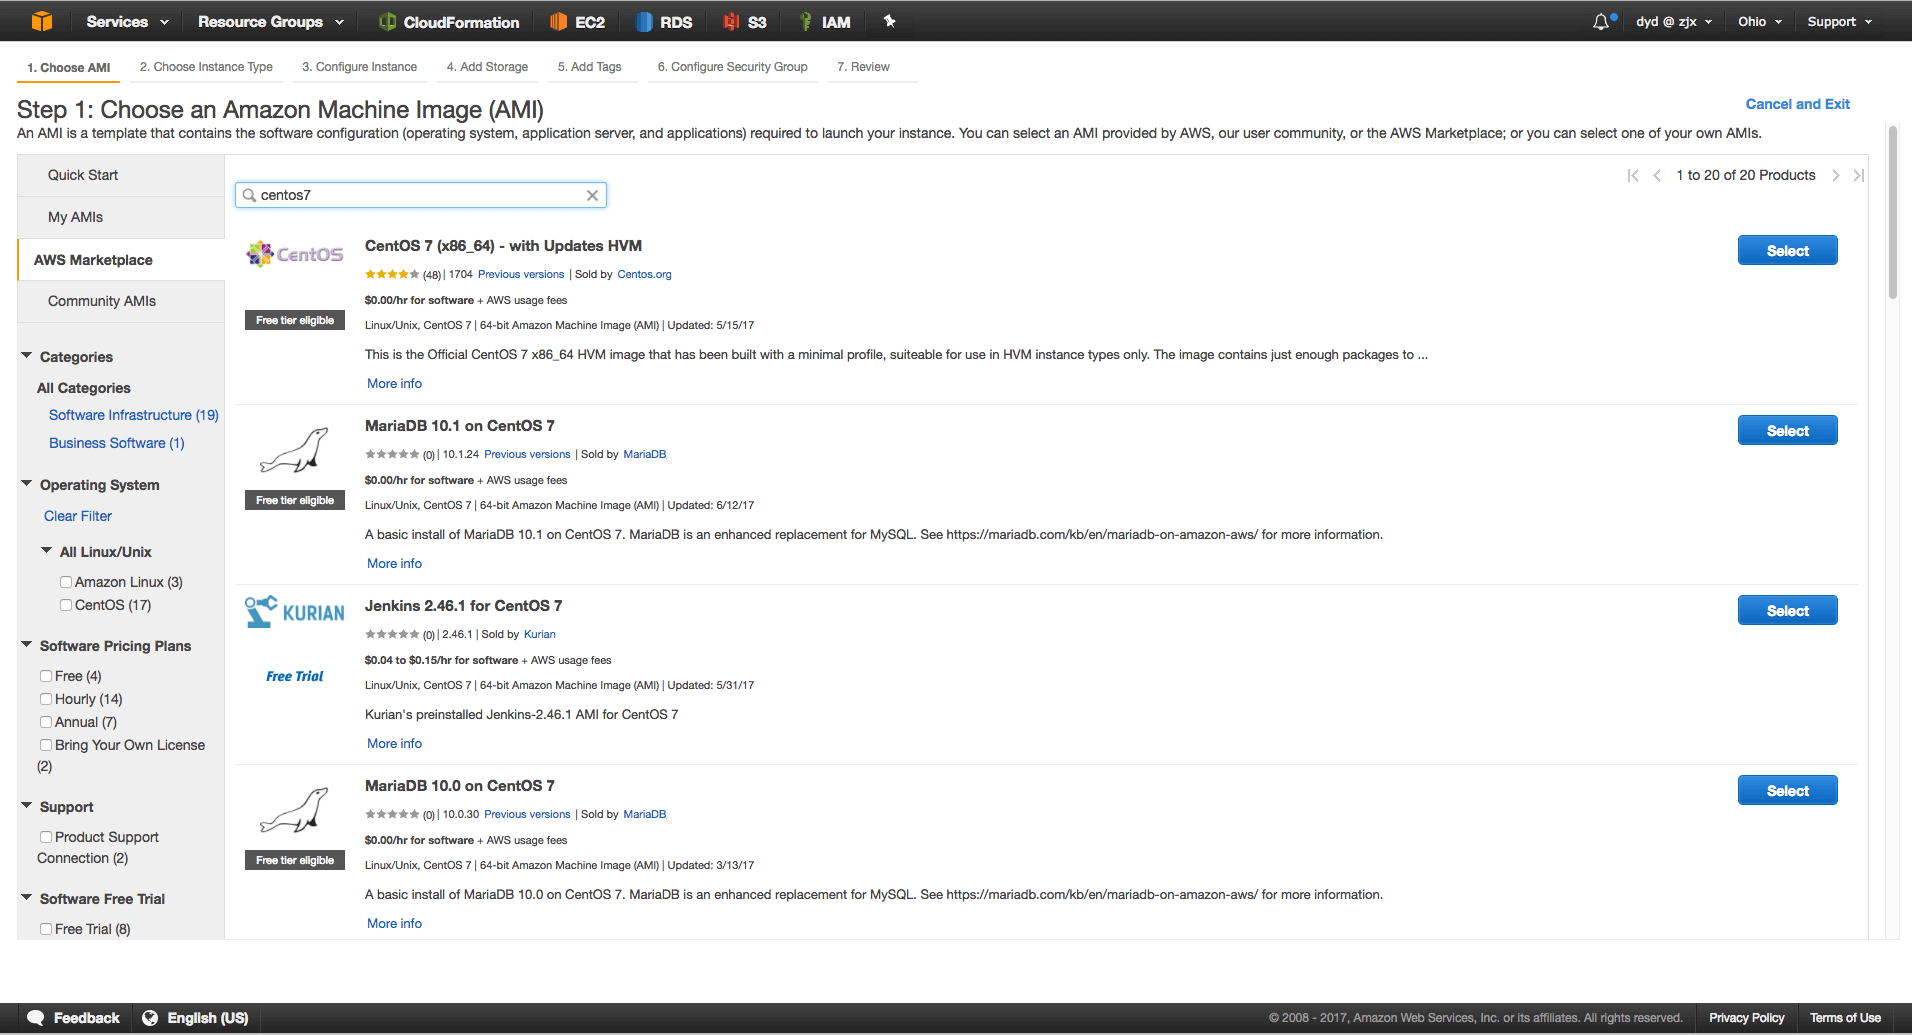 Services Resource Groups CloudFormation EC2 RDS S3 IAM dyd @ zjx Ohio Support
1. Choose AMI 2. Choose Instance Type 3. Configure Instance 4. Add Storage 5. Add Tags 6. Configure Security Group 7. Review
Step 1: Choose an Amazon Machine Image (AMI)
Cancel and Exit
An AMI is a template that contains the software configuration (operating system, application server, and applications) required to launch your instance. You can select an AMI provided by AWS, our user community, or the AWS Marketplace; or you can select one of your own AMIs.
Quick Start
My AMIs
AWS Marketplace
Community AMIs
Categories
All Categories
Software Infrastructure (19)
Business Software (1)
Operating System
Clear Filter
All Linux/Unix
Amazon Linux (3)
CentOS (17)
Software Pricing Plans
Free (4)
Hourly (14)
Annual (7)
Bring Your Own License
(2)
Support
Product Support
Connection (2)
Software Free Trial
Free Trial (8)
centos7
1 to 20 of 20 Products
CentOS
Free tier eligible
CentOS 7 (x86_64) - with Updates HVM
Select
(48) | 1704 Previous versions | Sold by Centos.org
$0.00/hr for software + AWS usage fees
Linux/Unix, CentOS 7 | 64-bit Amazon Machine Image (AMI) | Updated: 5/15/17
This is the Official CentOS 7 x86_64 HVM image that has been built with a minimal profile, suiteable for use in HVM instance types only. The image contains just enough packages to ...
More info
Free tier eligible
MariaDB 10.1 on CentOS 7
Select
(0) | 10.1.24 Previous versions | Sold by MariaDB
$0.00/hr for software + AWS usage fees
Linux/Unix, CentOS 7 | 64-bit Amazon Machine Image (AMI) | Updated: 6/12/17
A basic install of MariaDB 10.1 on CentOS 7. MariaDB is an enhanced replacement for MySQL. See https://mariadb.com/kb/en/mariadb-on-amazon-aws/ for more information.
More info
KURIAN
Free Trial
Jenkins 2.46.1 for CentOS 7
Select
(0) | 2.46.1 | Sold by Kurian
$0.04 to $0.15/hr for software + AWS usage fees
Linux/Unix, CentOS 7 | 64-bit Amazon Machine Image (AMI) | Updated: 5/31/17
Kurian's preinstalled Jenkins-2.46.1 AMI for CentOS 7
More info
Free tier eligible
MariaDB 10.0 on CentOS 7
Select
(0) | 10.0.30 Previous versions | Sold by MariaDB
$0.00/hr for software + AWS usage fees
Linux/Unix, CentOS 7 | 64-bit Amazon Machine Image (AMI) | Updated: 3/13/17
A basic install of MariaDB 10.0 on CentOS 7. MariaDB is an enhanced replacement for MySQL. See https://mariadb.com/kb/en/mariadb-on-amazon-aws/ for more information.
More info
Feedback English (US) © 2008 - 2017, Amazon Web Services, Inc. or its affiliates. All rights reserved. Privacy Policy Terms of Use